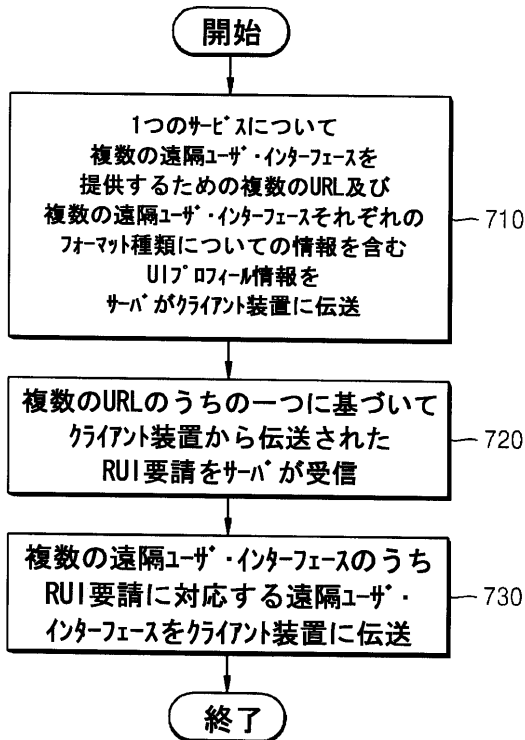 開始
1つのｻｰﾋﾞｽについて
複数の遠隔ﾕｰｻﾞ・ｲﾝﾀｰﾌｪｰｽを
提供するための複数のURL及び
複数の遠隔ﾕｰｻﾞ・ｲﾝﾀｰﾌｪｰｽそれぞれの
ﾌｫｰﾏｯﾄ種類についての情報を含む
UIﾌﾟﾛﾌｨｰﾙ情報を
ｻｰﾊﾞがｸﾗｲｱﾝﾄ装置に伝送
710
複数のURLのうちの一つに基づいて
ｸﾗｲｱﾝﾄ装置から伝送された
RUI要請をｻｰﾊﾞが受信
720
複数の遠隔ﾕｰｻﾞ・ｲﾝﾀｰﾌｪｰｽのうち
RUI要請に対応する遠隔ﾕｰｻﾞ・
ｲﾝﾀｰﾌｪｰｽをｸﾗｲｱﾝﾄ装置に伝送
730
終了